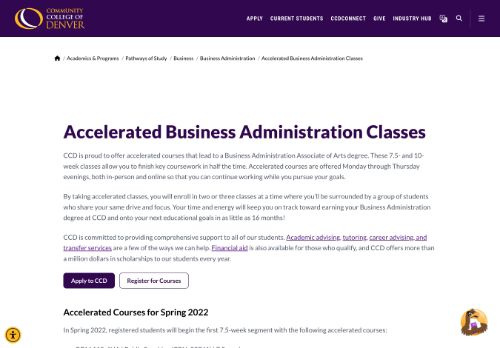 COMMUNITY
COLLEGE OF
DENVER
APPLY CURRENT STUDENTS CCDCONNECT GIVE INDUSTRY HUB
/ Academics & Programs / Pathways of Study / Business / Business Administration / Accelerated Business Administration Classes
Accelerated Business Administration Classes
CCD is proud to offer accelerated courses that lead to a Business Administration Associate of Arts degree. These 7.5- and 10-
week classes allow you to finish key coursework in half the time. Accelerated courses are offered Monday through Thursday
evenings, both in-person and online so that you can continue working while you pursue your goals.
By taking accelerated classes, you will enroll in two or three classes at a time where you'll be surrounded by a group of students
who share your same drive and focus. Your time and energy will keep you on track toward earning your Business Administration
degree at CCD and onto your next educational goals in as little as 16 months!
CCD is committed to providing comprehensive support to all of our students. Academic advising, tutoring, career advising, and
transfer services are a few of the ways we can help. Financial aid is also available for those who qualify, and CCD offers more than
a million dollars in scholarships to our students every year.
Apply to CCD Register for Courses
Accelerated Courses for Spring 2022
In Spring 2022, registered students will begin the first 7.5-week segment with the following accelerated courses: